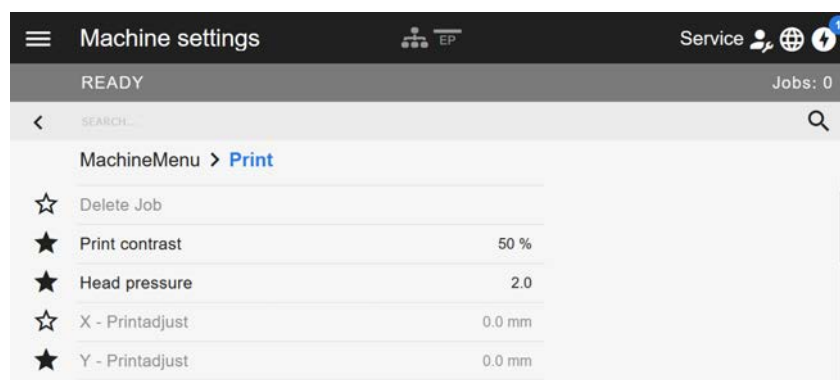 Machine settings EP Service 1
READY Jobs: 0
SEARCH...
MachineMenu > Print
Delete Job
Print contrast 50 %
Head pressure 2.0
X - Printadjust 0.0 mm
Y - Printadjust 0.0 mm